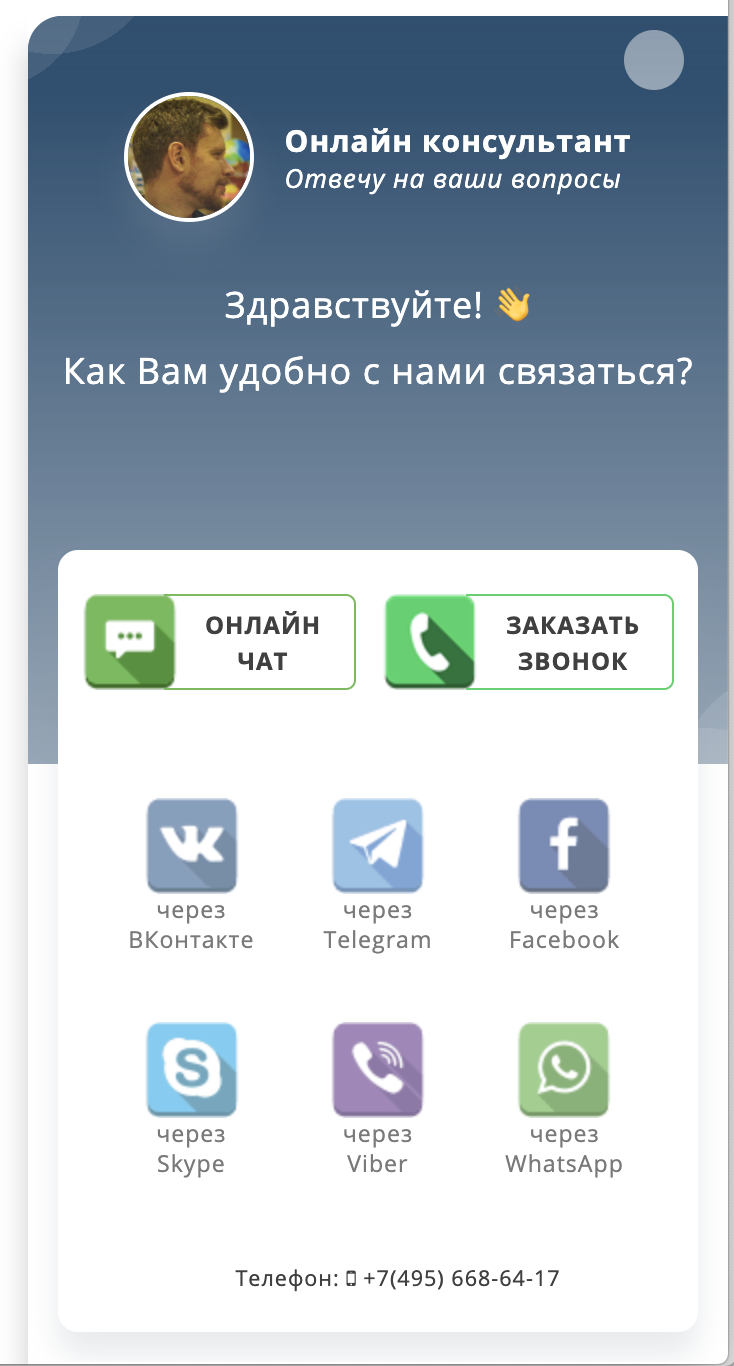 Онлайн консультант
Отвечу на ваши вопросы
Здравствуйте! 👋
Как Вам удобно с нами связаться?
ОНЛАЙН
ЧАТ
ЗАКАЗАТЬ
ЗВОНОК
через
ВКонтакте
через
Telegram
через
Facebook
через
Skype
через
Viber
через
WhatsApp
Телефон: +7(495) 668-64-17